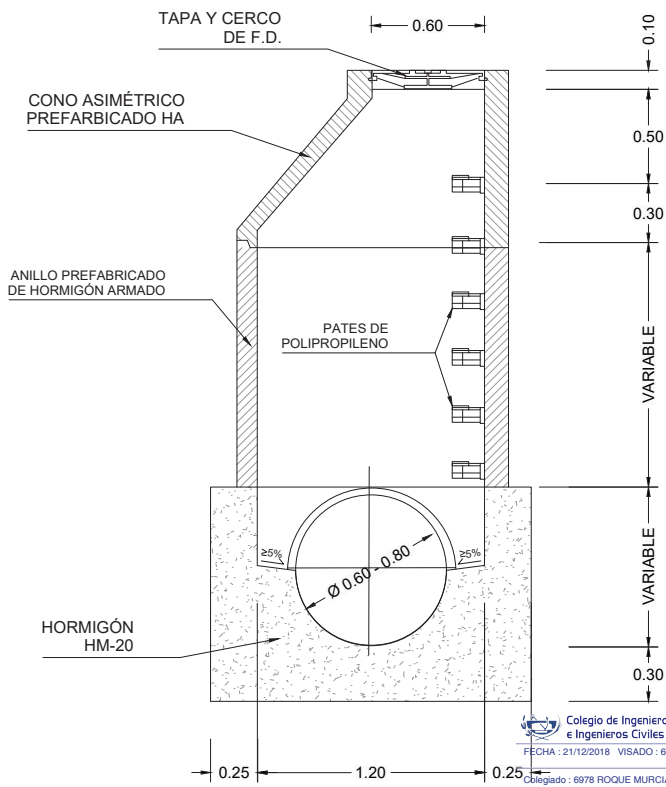 TAPA Y CERCO
DE F.D.
0.60
0.10
CONO ASIMÉTRICO
PREFARBICADO HA
0.50
0.30
ANILLO PREFABRICADO
DE HORMIGÓN ARMADO
PATES DE
POLIPROPILENO
VARIABLE
≥5%
≥5%
Ø 0.60 - 0.80
VARIABLE
HORMIGÓN
HM-20
0.30
0.25
1.20
0.25
Colegio de Ingeniero
e Ingenieros Civiles
FECHA : 21/12/2018 VISADO : 6
Colegiado : 6978 ROQUE MURCIA